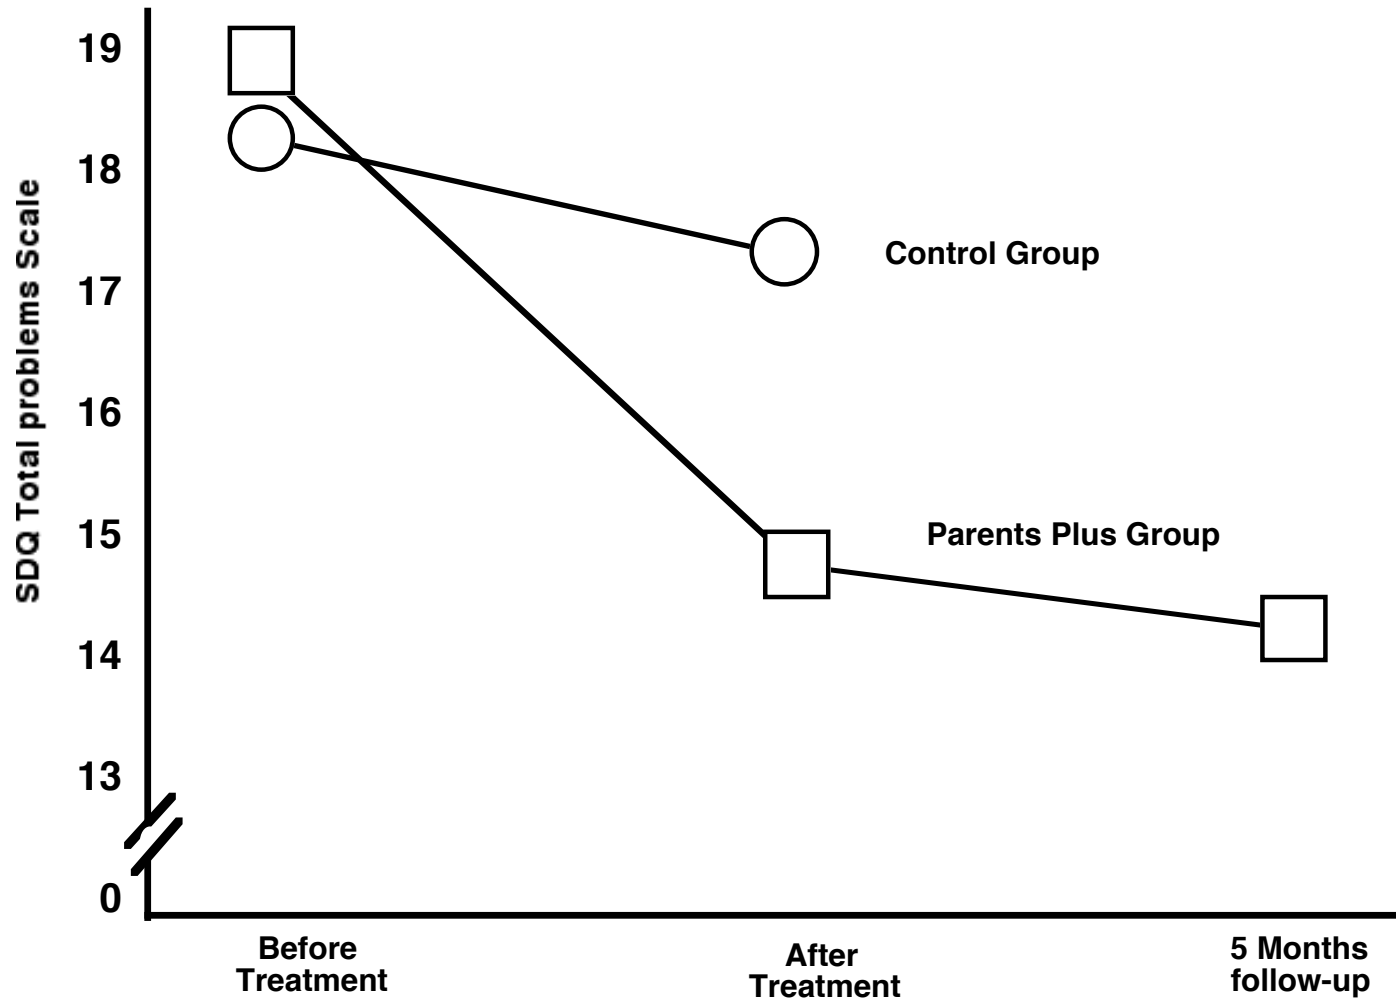 SDQ Total problems Scale
19
18
17
16
15
14
13
0
Control Group
Parents Plus Group
Before
Treatment
After
Treatment
5 Months
follow-up